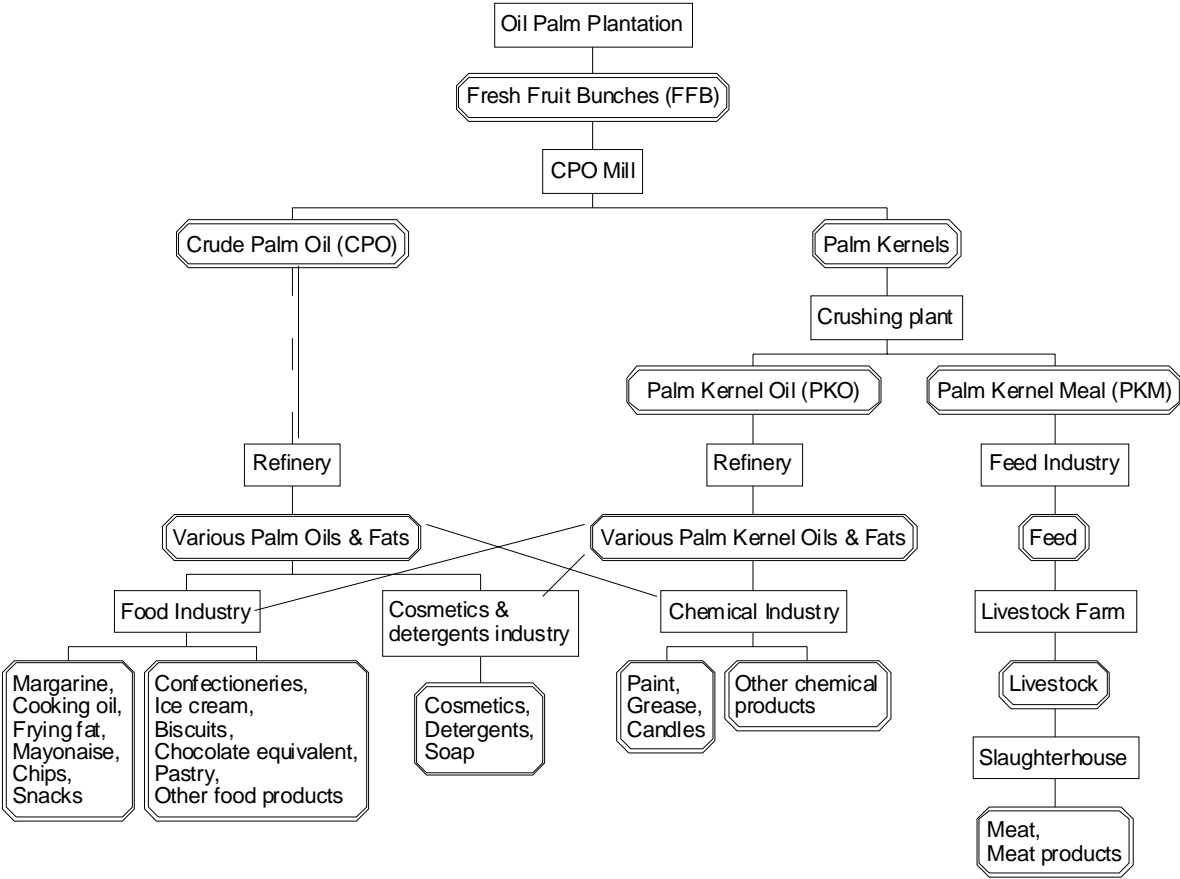 Oil Palm Plantation
Fresh Fruit Bunches (FFB)
CPO Mill
Crude Palm Oil (CPO)
Palm Kernels
Crushing plant
Palm Kernel Oil (PKO)
Palm Kernel Meal (PKM)
Refinery
Refinery
Feed Industry
Various Palm Oils & Fats
Various Palm Kernel Oils & Fats
Feed
Food Industry
Cosmetics &
detergents industry
Chemical Industry
Livestock Farm
Margarine,
Cooking oil,
Frying fat,
Mayonaise,
Chips,
Snacks
Confectioneries,
Ice cream,
Biscuits,
Chocolate equivalent,
Pastry,
Other food products
Cosmetics,
Detergents,
Soap
Paint,
Grease,
Candles
Other chemical
products
Livestock
Slaughterhouse
Meat,
Meat products